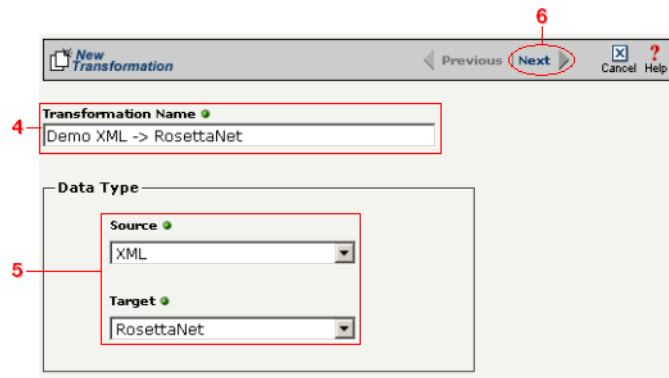 6
New
Transformation
Previous Next Cancel Help
Transformation Name
4
Demo XML -> RosettaNet
Data Type
Source
XML
5
Target
RosettaNet